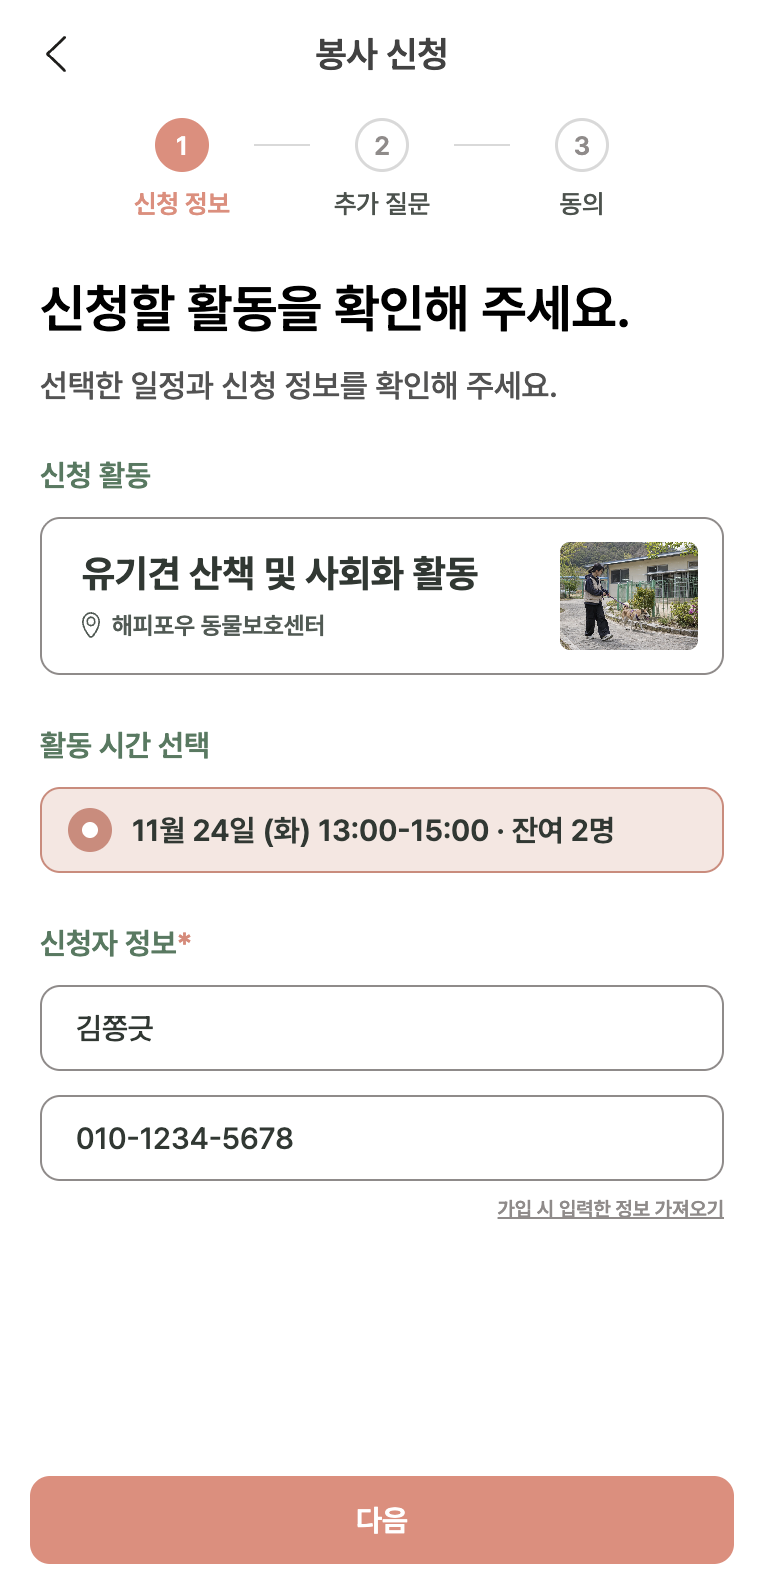 봉사 신청
1 2 3
신청 정보 추가 질문 동의
신청할 활동을 확인해 주세요.
선택한 일정과 신청 정보를 확인해 주세요.
신청 활동
유기견 산책 및 사회화 활동
해피포우 동물보호센터
활동 시간 선택
11월 24일 (화) 13:00-15:00 · 잔여 2명
신청자 정보*
김쫑긋
010-1234-5678
가입 시 입력한 정보 가져오기
다음